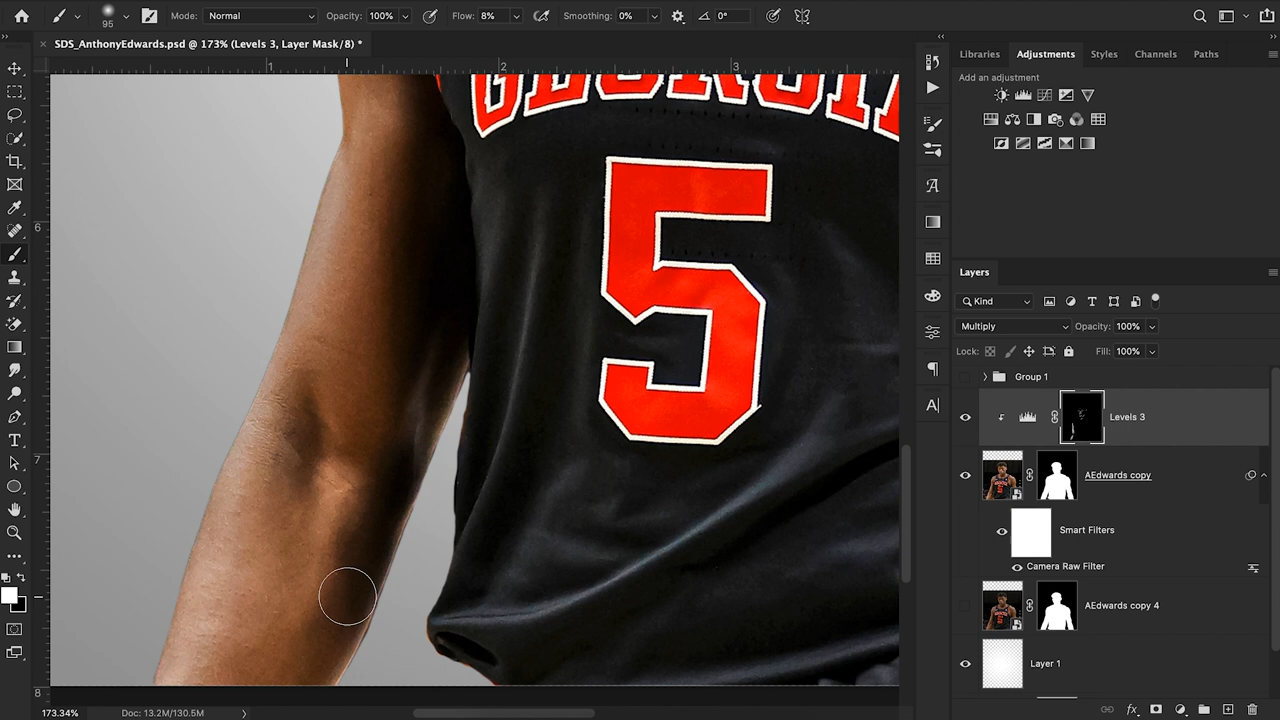 95
Mode:
Normal
Opacity:
100%
Flow:
8%
Smoothing:
0%
0°
SDS_AnthonyEdwards.psd @ 173% (Levels 3, Layer Mask/8) *
Libraries
Adjustments
Styles
Channels
Paths
1
2
3
Add an adjustment
GEORGIA
5
6
7
8
Layers
Kind
Multiply
Opacity:
100%
Lock:
Fill:
100%
Group 1
Levels 3
AEdwards copy
Smart Filters
Camera Raw Filter
AEdwards copy 4
Layer 1
173.34%
Doc: 13.2M/130.5M